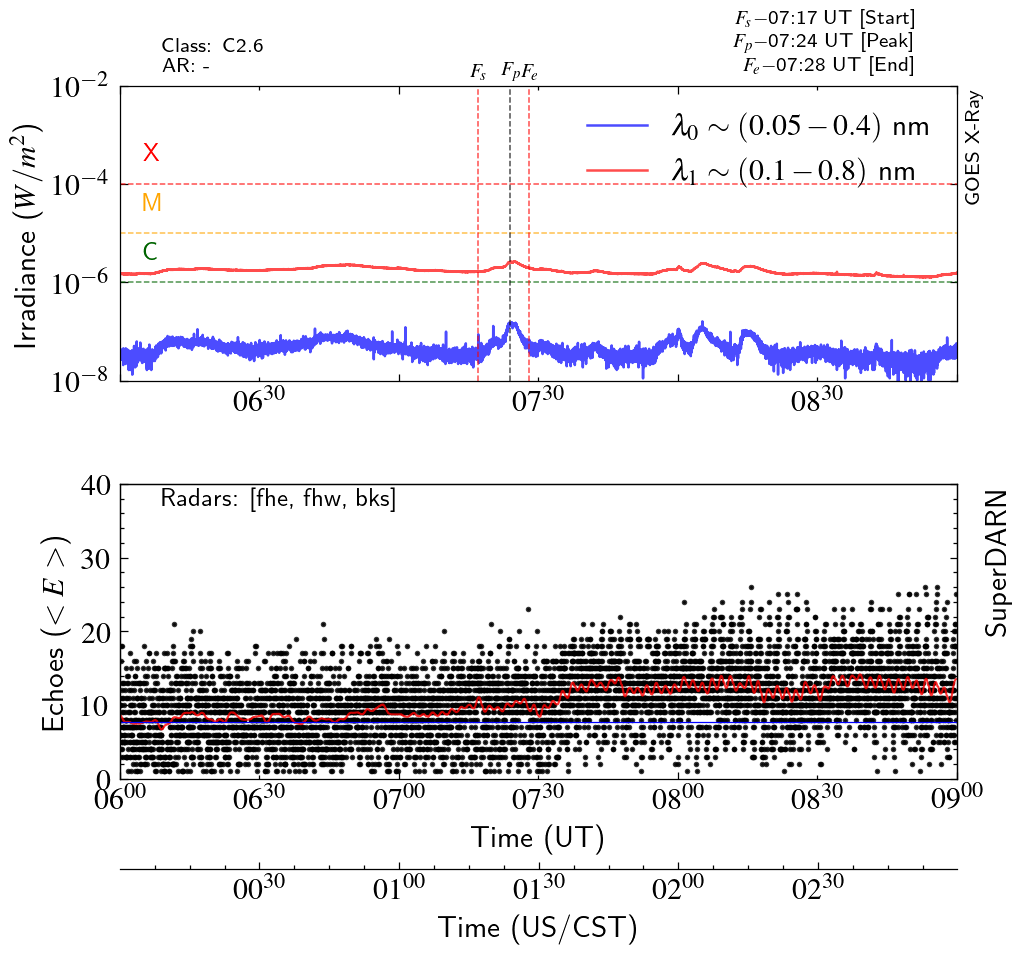 Class: C2.6
AR: -
F_s−07:17 UT [Start]
F_p−07:24 UT [Peak]
F_e−07:28 UT [End]
F_s F_p F_e
10^−2
10^−4
10^−6
10^−8
Irradiance (W/m^2)
X
M
C
λ_0 ∼ (0.05 − 0.4) nm
λ_1 ∼ (0.1 − 0.8) nm
GOES X-Ray
06^30 07^30 08^30
Radars: [fhe, fhw, bks]
40
30
20
10
0
Echoes (< E >)
SuperDARN
06^00 06^30 07^00 07^30 08^00 08^30 09^00
Time (UT)
00^30 01^00 01^30 02^00 02^30
Time (US/CST)